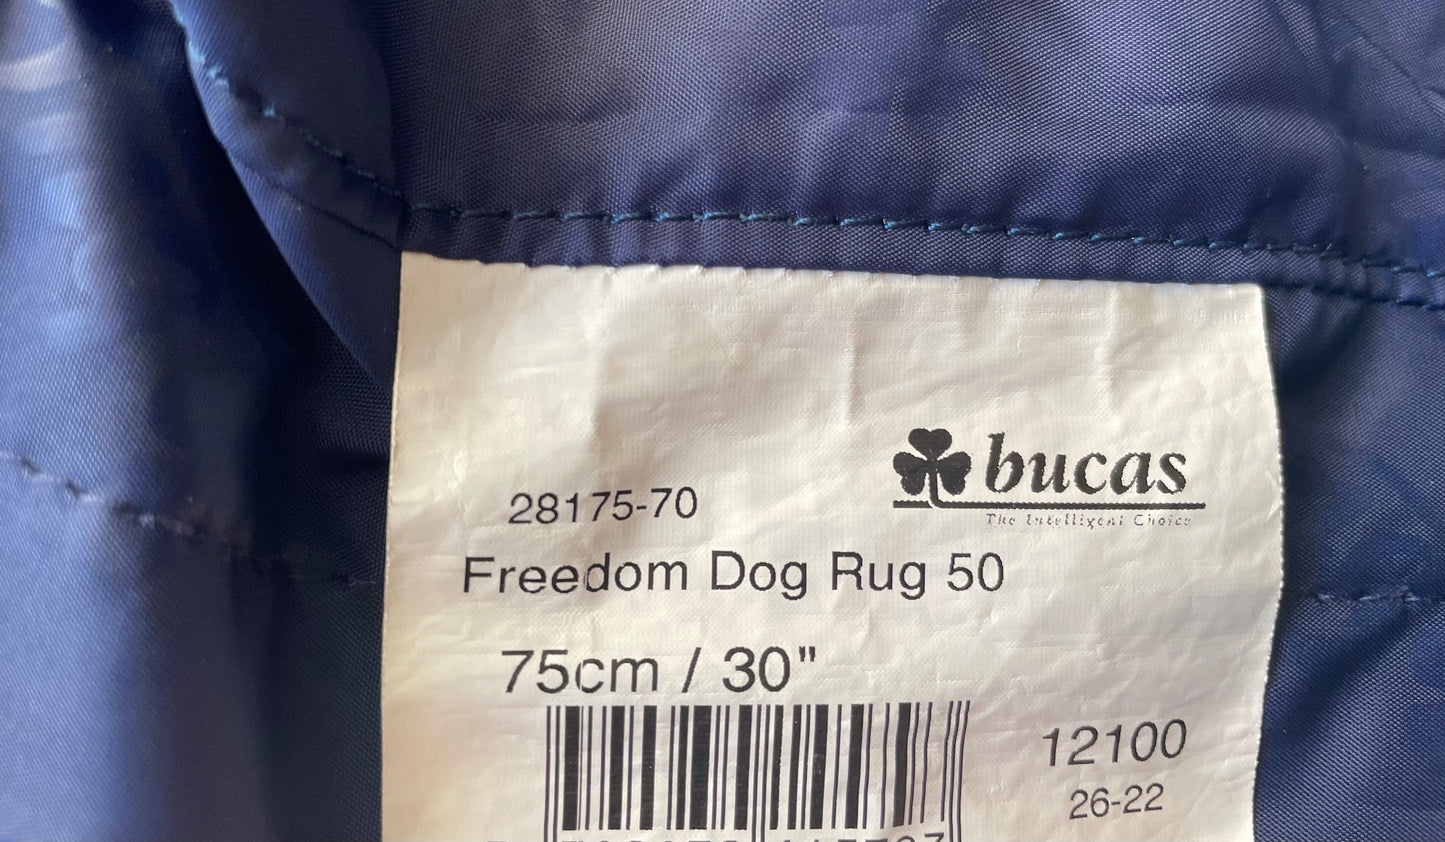 bucas
The Intelligent Choice
28175-70
Freedom Dog Rug 50
75cm / 30"
12100
26-22